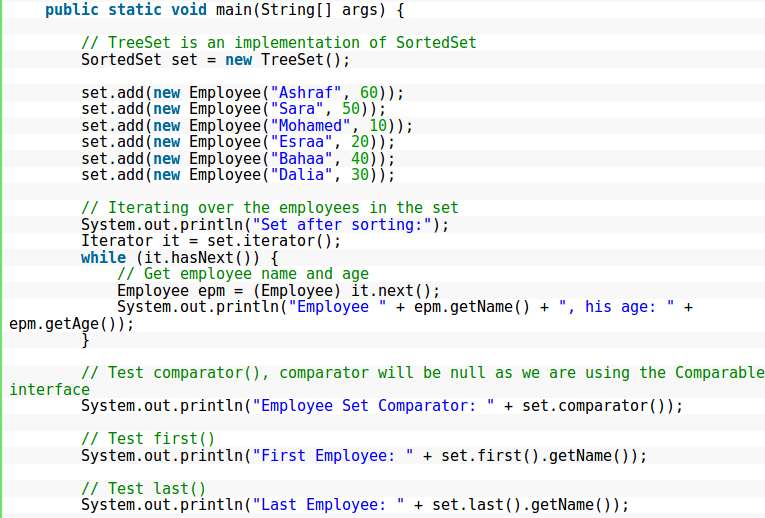 public static void main(String[] args) {
// TreeSet is an implementation of SortedSet
SortedSet set = new TreeSet();
set.add(new Employee("Ashraf", 60));
set.add(new Employee("Sara", 50));
set.add(new Employee("Mohamed", 10));
set.add(new Employee("Esraa", 20));
set.add(new Employee("Bahaa", 40));
set.add(new Employee("Dalia", 30));
// Iterating over the employees in the set
System.out.println("Set after sorting:");
Iterator it = set.iterator();
while (it.hasNext()) {
// Get employee name and age
Employee epm = (Employee) it.next();
System.out.println("Employee " + epm.getName() + ", his age: " +
epm.getAge());
}
// Test comparator(), comparator will be null as we are using the Comparable
interface
System.out.println("Employee Set Comparator: " + set.comparator());
// Test first()
System.out.println("First Employee: " + set.first().getName());
// Test last()
System.out.println("Last Employee: " + set.last().getName());